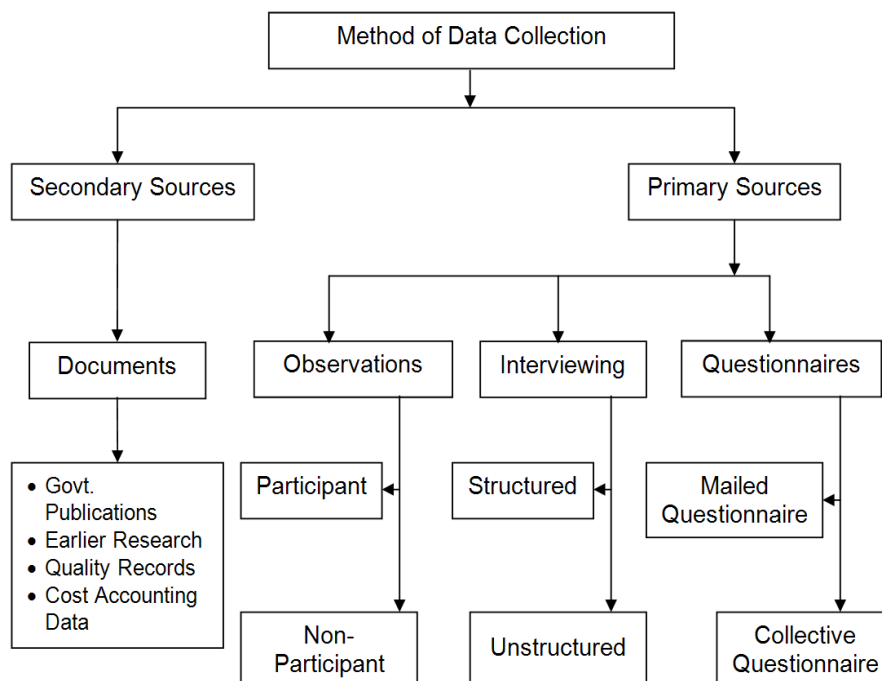 Method of Data Collection
Secondary Sources
Primary Sources
Documents
Observations
Interviewing
Questionnaires
• Govt.
Publications
• Earlier Research
• Quality Records
• Cost Accounting
Data
Participant
Structured
Mailed
Questionnaire
Non-
Participant
Unstructured
Collective
Questionnaire